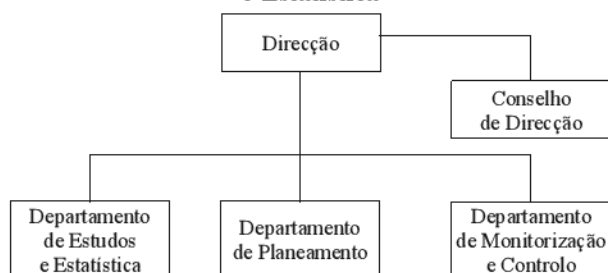 Direcção
Conselho
de Direcção
Departamento
de Estudos
e Estatística
Departamento
de Planeamento
Departamento
de Monitorização
e Controlo